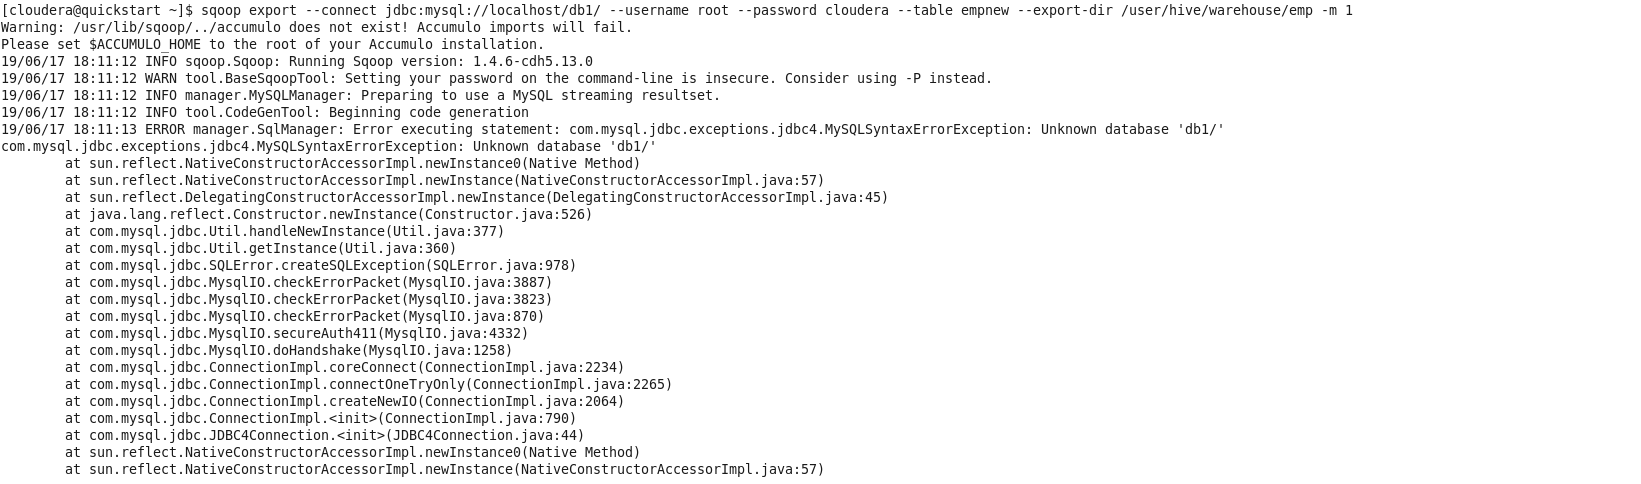 [cloudera@quickstart ~]$ sqoop export --connect jdbc:mysql://localhost/db1/ --username root --password cloudera --table empnew --export-dir /user/hive/warehouse/emp -m 1
Warning: /usr/lib/sqoop/../accumulo does not exist! Accumulo imports will fail.
Please set $ACCUMULO_HOME to the root of your Accumulo installation.
19/06/17 18:11:12 INFO sqoop.Sqoop: Running Sqoop version: 1.4.6-cdh5.13.0
19/06/17 18:11:12 WARN tool.BaseSqoopTool: Setting your password on the command-line is insecure. Consider using -P instead.
19/06/17 18:11:12 INFO manager.MySQLManager: Preparing to use a MySQL streaming resultset.
19/06/17 18:11:12 INFO tool.CodeGenTool: Beginning code generation
19/06/17 18:11:13 ERROR manager.SqlManager: Error executing statement: com.mysql.jdbc.exceptions.jdbc4.MySQLSyntaxErrorException: Unknown database 'db1/'
com.mysql.jdbc.exceptions.jdbc4.MySQLSyntaxErrorException: Unknown database 'db1/'
        at sun.reflect.NativeConstructorAccessorImpl.newInstance0(Native Method)
        at sun.reflect.NativeConstructorAccessorImpl.newInstance(NativeConstructorAccessorImpl.java:57)
        at sun.reflect.DelegatingConstructorAccessorImpl.newInstance(DelegatingConstructorAccessorImpl.java:45)
        at java.lang.reflect.Constructor.newInstance(Constructor.java:526)
        at com.mysql.jdbc.Util.handleNewInstance(Util.java:377)
        at com.mysql.jdbc.Util.getInstance(Util.java:360)
        at com.mysql.jdbc.SQLError.createSQLException(SQLError.java:978)
        at com.mysql.jdbc.MysqlIO.checkErrorPacket(MysqlIO.java:3887)
        at com.mysql.jdbc.MysqlIO.checkErrorPacket(MysqlIO.java:3823)
        at com.mysql.jdbc.MysqlIO.checkErrorPacket(MysqlIO.java:870)
        at com.mysql.jdbc.MysqlIO.secureAuth411(MysqlIO.java:4332)
        at com.mysql.jdbc.MysqlIO.doHandshake(MysqlIO.java:1258)
        at com.mysql.jdbc.ConnectionImpl.coreConnect(ConnectionImpl.java:2234)
        at com.mysql.jdbc.ConnectionImpl.connectOneTryOnly(ConnectionImpl.java:2265)
        at com.mysql.jdbc.ConnectionImpl.createNewIO(ConnectionImpl.java:2064)
        at com.mysql.jdbc.ConnectionImpl.<init>(ConnectionImpl.java:790)
        at com.mysql.jdbc.JDBC4Connection.<init>(JDBC4Connection.java:44)
        at sun.reflect.NativeConstructorAccessorImpl.newInstance0(Native Method)
        at sun.reflect.NativeConstructorAccessorImpl.newInstance(NativeConstructorAccessorImpl.java:57)